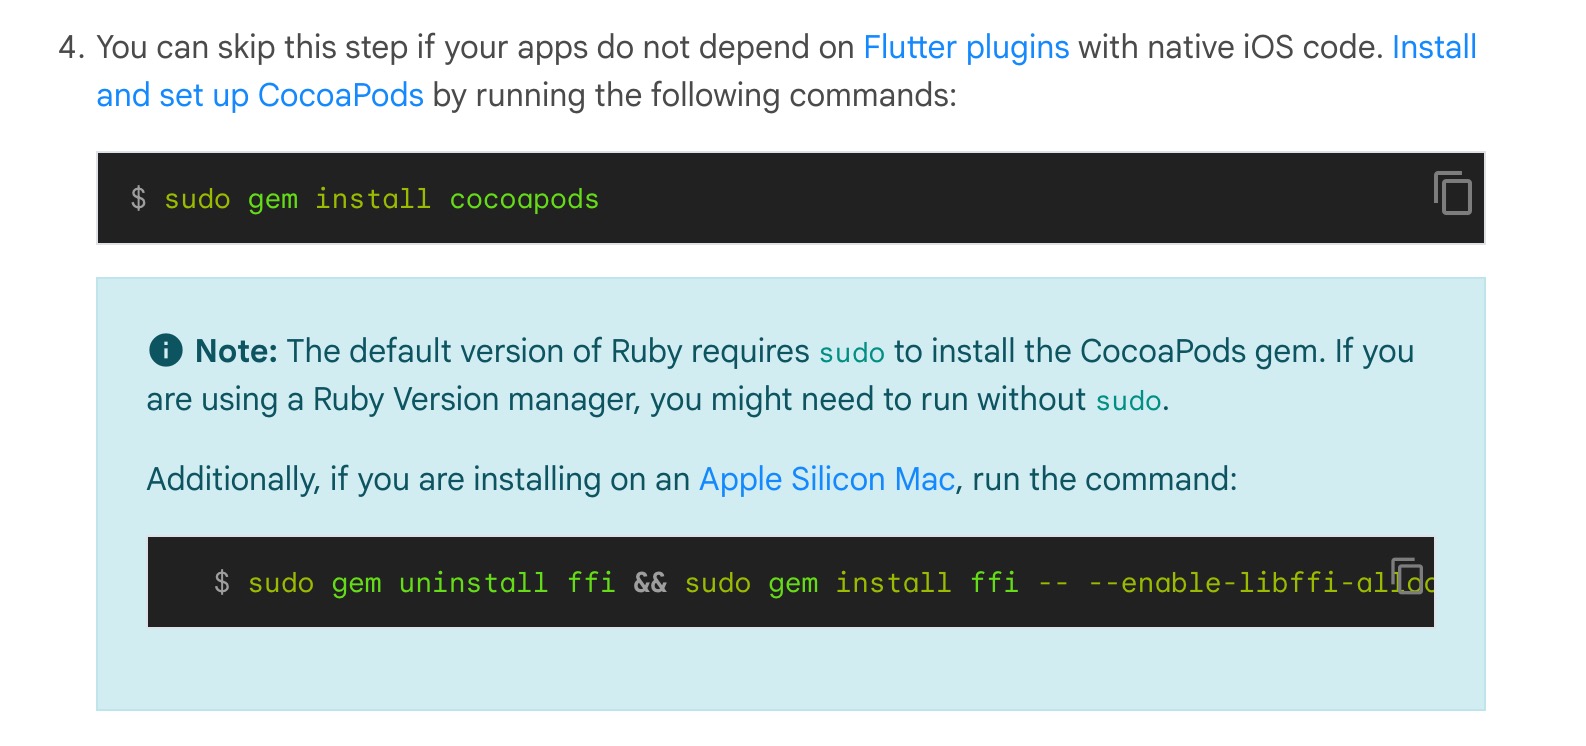 4. You can skip this step if your apps do not depend on Flutter plugins with native iOS code. Install
and set up CocoaPods by running the following commands:
$ sudo gem install cocoapods
Note: The default version of Ruby requires sudo to install the CocoaPods gem. If you
are using a Ruby Version manager, you might need to run without sudo.
Additionally, if you are installing on an Apple Silicon Mac, run the command:
$ sudo gem uninstall ffi && sudo gem install ffi --